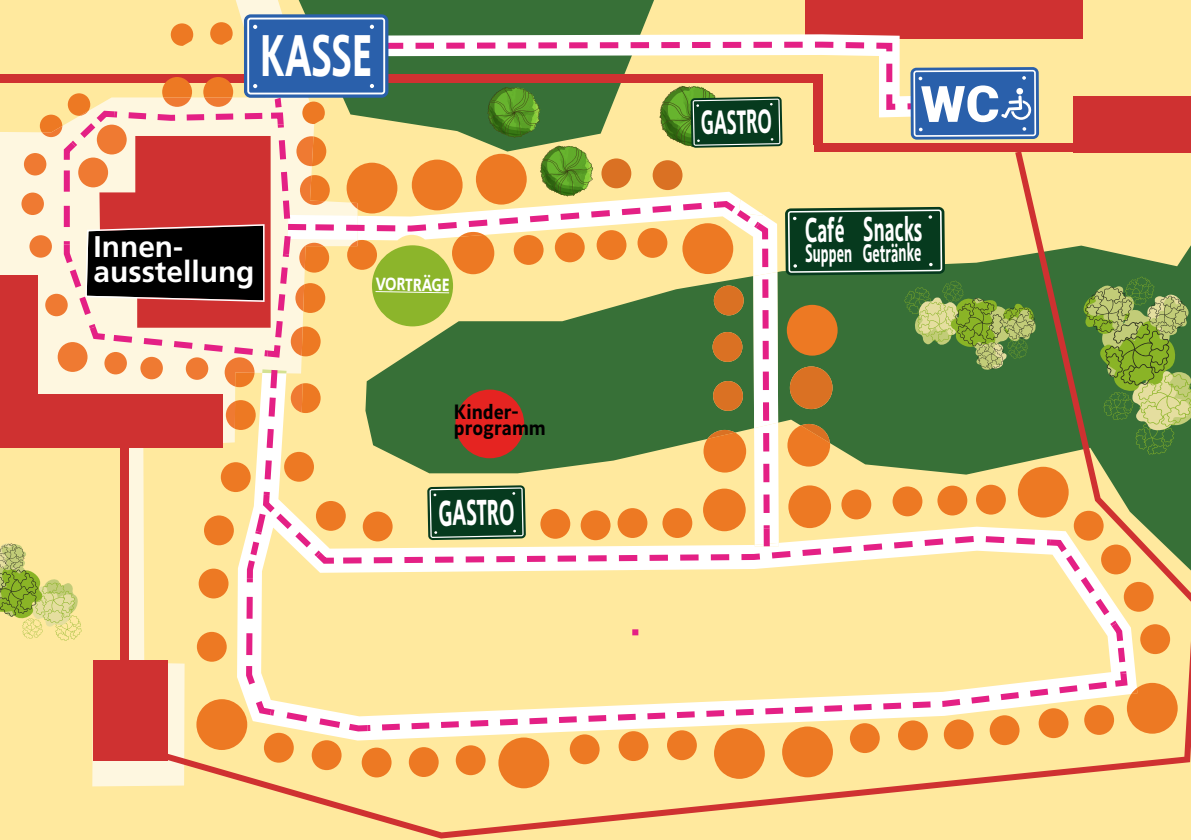 KASSE
WC
GASTRO
Café Snacks
Suppen Getränke
Innen-
ausstellung
VORTRÄGE
Kinder-
programm
GASTRO